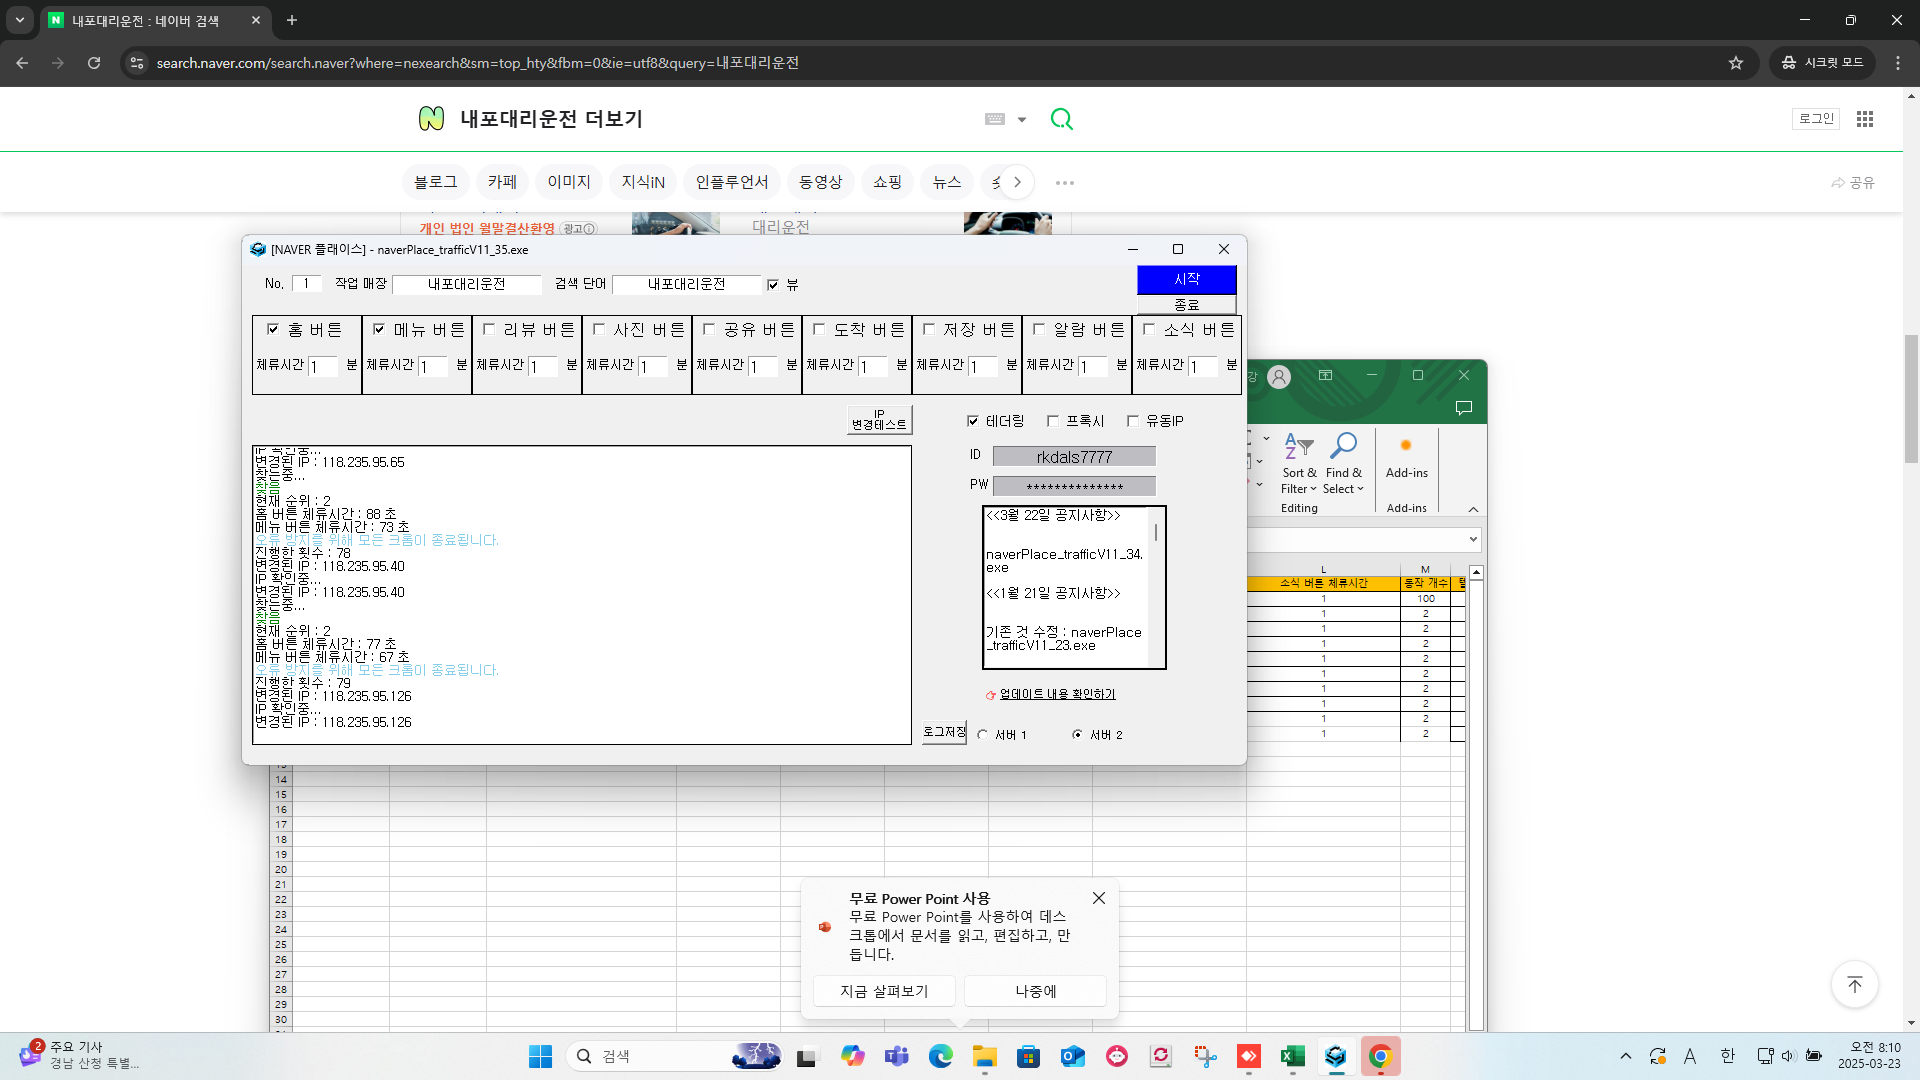 내포대리운전 : 네이버 검색
search.naver.com/search.naver?where=nexearch&sm=top_hty&fbm=0&ie=utf8&query=내포대리운전
시크릿 모드
내포대리운전 더보기
로그인
블로그 카페 이미지 지식iN 인플루언서 동영상 쇼핑 뉴스
공유
개인 법인 월말결산환영 광고
대리운전
[NAVER 플래이스] - naverPlace_trafficV11_35.exe
No. 1 작업 매장 내포대리운전 검색 단어 내포대리운전 뷰
시작
종료
홈 버튼 메뉴 버튼 리뷰 버튼 사진 버튼 공유 버튼 도착 버튼 저장 버튼 알람 버튼 소식 버튼
체류시간 1 분 체류시간 1 분 체류시간 1 분 체류시간 1 분 체류시간 1 분 체류시간 1 분 체류시간 1 분 체류시간 1 분 체류시간 1 분
IP
변경테스트
테더링 프록시 유동IP
ID rkdals7777
PW **************
IP 확인중...
변경된 IP : 118.235.95.65
찾는중...
찾음
현재 순위 : 2
홈 버튼 체류시간 : 88 초
메뉴 버튼 체류시간 : 73 초
오류 방지를 위해 모든 크롬이 종료됩니다.
진행한 횟수 : 78
변경된 IP : 118.235.95.40
IP 확인중...
변경된 IP : 118.235.95.40
찾는중...
찾음
현재 순위 : 2
홈 버튼 체류시간 : 77 초
메뉴 버튼 체류시간 : 67 초
오류 방지를 위해 모든 크롬이 종료됩니다.
진행한 횟수 : 79
변경된 IP : 118.235.95.126
IP 확인중...
변경된 IP : 118.235.95.126
<<3월 22일 공지사항>>
naverPlace_trafficV11_34.
exe
<<1월 21일 공지사항>>
기존 것 수정 : naverPlace
_trafficV11_23.exe
업데이트 내용 확인하기
로그저장 서버 1 서버 2
강
Sort & Filter
Find & Select
Add-ins
Editing
Add-ins
L M
소식 버튼 체류시간 동작 개수
1 100
1 2
1 2
1 2
1 2
1 2
1 2
1 2
1 2
1 2
14
15
16
17
18
19
20
21
22
23
24
25
26
27
28
29
30
무료 Power Point 사용
무료 Power Point를 사용하여 데스
크톱에서 문서를 읽고, 편집하고, 만
듭니다.
지금 살펴보기 나중에
2
주요 기사
경남 산청 특별...
검색
A 한
오전 8:10
2025-03-23